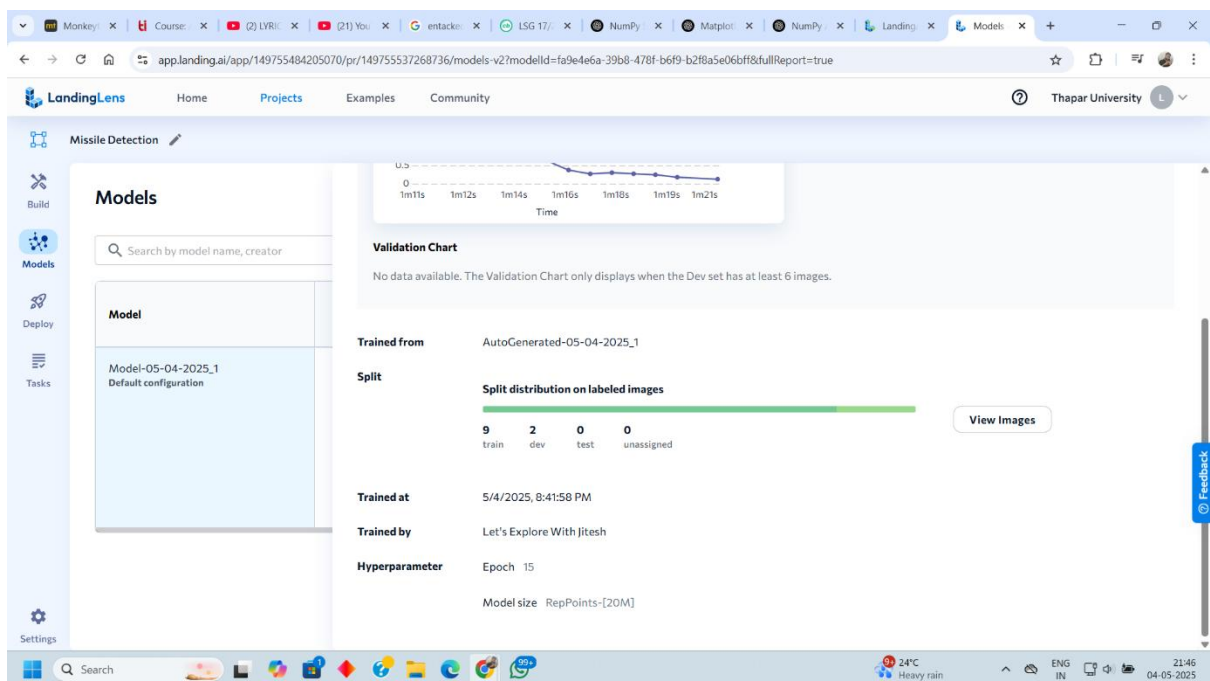 Monkey
Course:
(2) LYRIC
(21) You
entacke
LSG 17/
NumPy
Matplot
NumPy
Landing
Models
app.landing.ai/app/149755484205070/pr/149755537268736/models-v2?modelId=fa9e4e6a-39b8-478f-b6f9-b2f8a5e06bff&fullReport=true
LandingLens
Home
Projects
Examples
Community
Thapar University
L
Missile Detection
Build
Models
Deploy
Tasks
Settings
Models
Search by model name, creator
Model
Model-05-04-2025_1
Default configuration
0.5
0
1m11s 1m12s 1m14s 1m16s 1m18s 1m19s 1m21s
Time
Validation Chart
No data available. The Validation Chart only displays when the Dev set has at least 6 images.
Trained from AutoGenerated-05-04-2025_1
Split
Split distribution on labeled images
9 2 0 0
train dev test unassigned
View Images
Trained at 5/4/2025, 8:41:58 PM
Trained by Let's Explore With Jitesh
Hyperparameter Epoch 15
Model size RepPoints-[20M]
Feedback
Search
99+
9+
24°C
Heavy rain
ENG
IN
21:46
04-05-2025